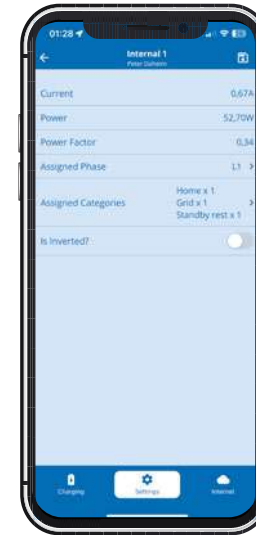 01:28
Internal 1
Peter Dalheim
Current 0,67A
Power 52,70W
Power Factor 0,34
Assigned Phase L1
Assigned Categories Home x 1
Grid x 1
Standby rest x 1
Is Inverted?
Charging Settings Internal